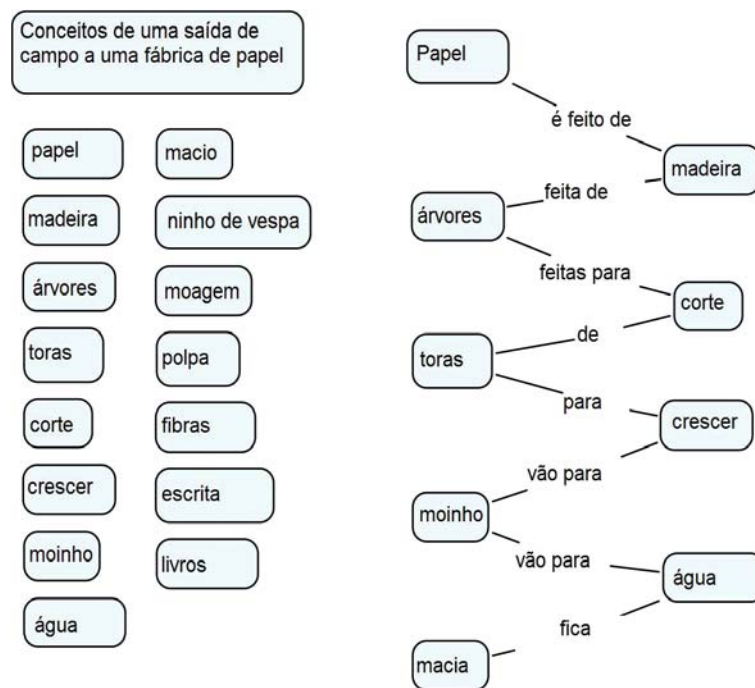 Conceitos de uma saída de
campo a uma fábrica de papel
papel
macio
madeira
ninho de vespa
árvores
moagem
toras
polpa
corte
fibras
crescer
escrita
moinho
livros
água
Papel
é feito de
madeira
feita de
árvores
feitas para
corte
de
toras
para
crescer
vão para
moinho
vão para
água
fica
macia